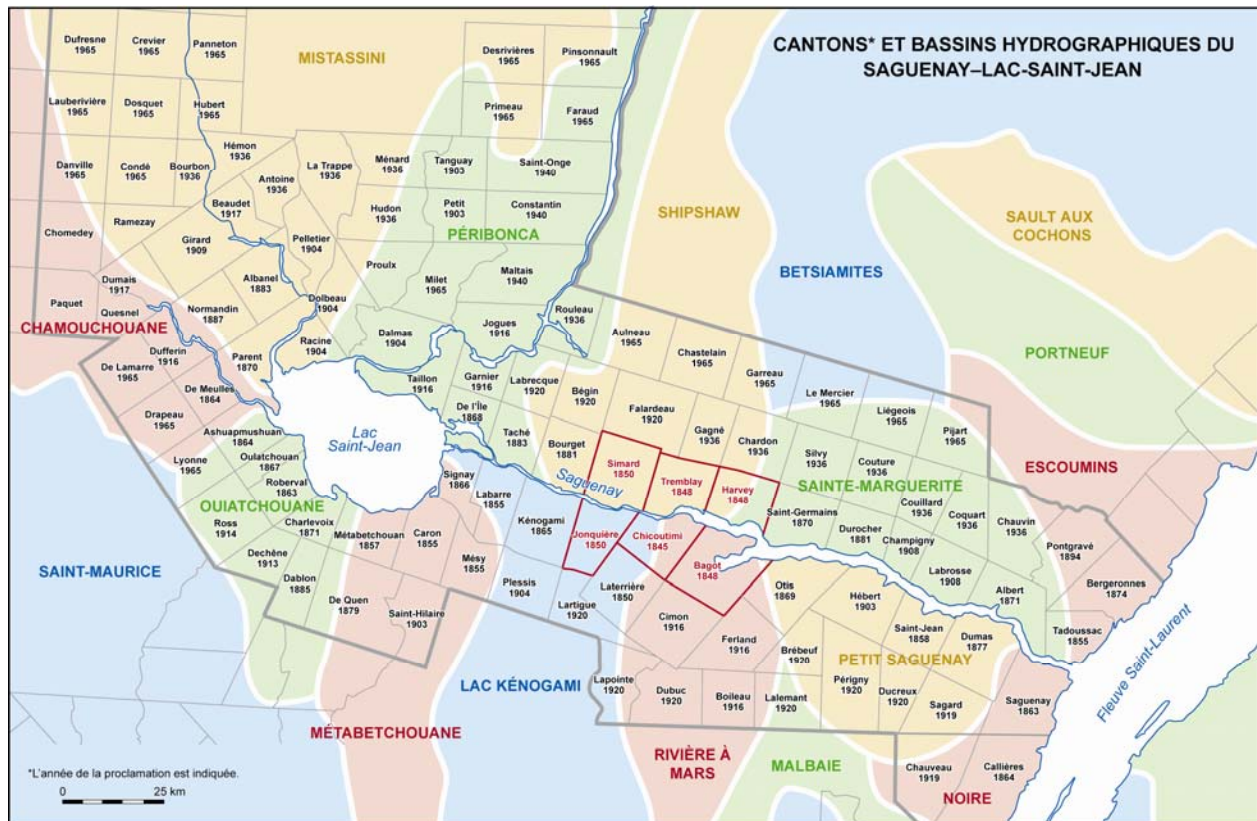 CANTONS* ET BASSINS HYDROGRAPHIQUES DU
SAGUENAY–LAC-SAINT-JEAN
Dufresne
1965
Crevier
1965
Panneton
1965
MISTASSINI
Desrivières
1965
Pinsonnault
1965
Lauberivière
1965
Dosquet
1965
Hubert
1965
Primeau
1965
Faraud
1965
Danville
1965
Condé
1965
Bourbon
1936
Hémon
1936
Antoine
1936
La Trappe
1936
Ménard
1936
Tanguay
1903
Saint-Onge
1940
Chomedey
Ramezay
Beaudet
1917
Girard
1909
Pelletier
1904
Hudon
1936
Petit
1903
Constantin
1940
PÉRIBONCA
SHIPSHAW
BETSIAMITES
SAULT AUX
COCHONS
PORTNEUF
Paquet
Dumais
1917
Quesnel
CHAMOUCHOUANE
Normandin
1887
Albanel
1883
Dolbeau
1904
Proulx
Milet
1965
Maltais
1940
Rouleau
1936
De Lamarre
1965
Dufferin
1916
Parent
1870
Racine
1904
Dalmas
1904
Jogues
1916
Aulneau
1965
Chastelain
1965
Garreau
1965
Le Mercier
1965
Liégeois
1965
Pijart
1965
Drapeau
1965
De Meulles
1864
Taillon
1916
Garnier
1916
Labrecque
1920
Bégin
1920
Falardeau
1920
Gagné
1936
Chardon
1936
Lyonne
1965
Ashuapmushuan
1864
Oulatchouan
1867
Roberval
1863
Lac
Saint-Jean
De l'Île
1868
Taché
1883
Bourget
1881
Simard
1850
Tremblay
1848
Harvey
1848
Silvy
1936
Couture
1936
ESCOUMINS
OUIATCHOUANE
Signay
1866
Labarre
1855
Saguenay
SAINTE-MARGUERITE
Saint-Germains
1870
Couillard
1936
Coquart
1936
Chauvin
1936
Ross
1914
Charlevoix
1871
Métabetchouan
1857
Caron
1855
Kénogami
1865
Jonquière
1850
Chicoutimi
1845
Bagot
1848
Durocher
1881
Champigny
1908
Pontgravé
1894
SAINT-MAURICE
Dechêne
1913
Dablon
1885
De Quen
1879
Saint-Hilaire
1903
Mésy
1855
Plessis
1904
Lartigue
1920
Laterrière
1850
Otis
1869
Hébert
1903
Labrosse
1908
Albert
1871
Bergeronnes
1874
Cimon
1916
Ferland
1916
Brébeuf
1920
Saint-Jean
1858
Dumas
1877
Tadoussac
1855
PETIT SAGUENAY
LAC KÉNOGAMI
Lapointe
1920
Dubuc
1920
Boileau
1916
Lalemant
1920
Périgny
1920
Ducreux
1920
Sagard
1919
Saguenay
1863
Fleuve Saint-Laurent
MÉTABETCHOUANE
RIVIÈRE À
MARS
MALBAIE
Chauveau
1919
Callières
1864
NOIRE
*L'année de la proclamation est indiquée.
0 25 km